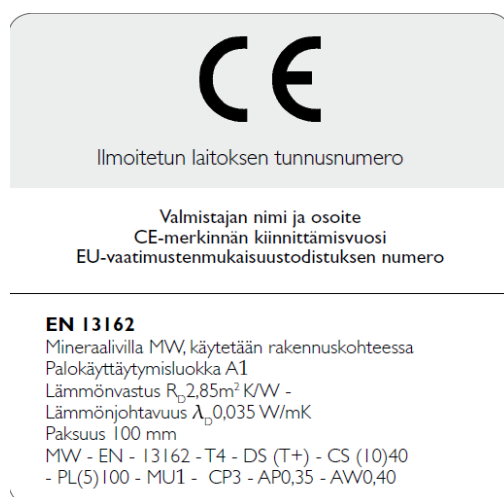 CE
Ilmoitetun laitoksen tunnusnumero
Valmistajan nimi ja osoite
CE-merkinnän kiinnittämisvuosi
EU-vaatimustenmukaisuustodistuksen numero
EN 13162
Mineraalivilla MW, käytetään rakennuskohteessa
Palokäyttäytymisluokka A1
Lämmönvastus R_D2,85m² K/W -
Lämmönjohtavuus λ_D0,035 W/mK
Paksuus 100 mm
MW - EN - 13162 - T4 - DS (T+) - CS (10)40
- PL(5)100 - MU1 - CP3 - AP0,35 - AW0,40